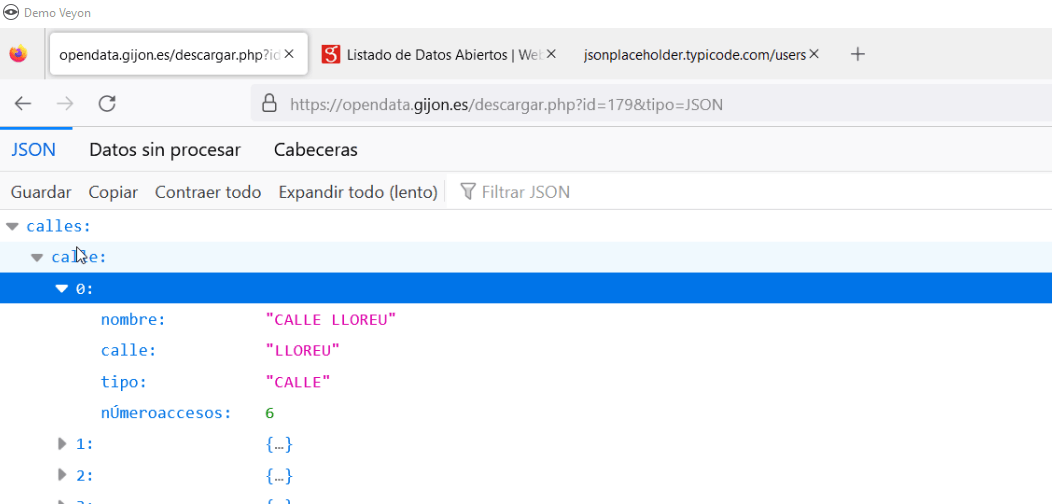 Demo Veyon
opendata.gijon.es/descargar.php?id
Listado de Datos Abiertos | Web
jsonplaceholder.typicode.com/users
https://opendata.gijon.es/descargar.php?id=179&tipo=JSON
JSON Datos sin procesar Cabeceras
Guardar Copiar Contraer todo Expandir todo (lento) Filtrar JSON
calles:
calle:
0:
nombre: "CALLE LLOREU"
calle: "LLOREU"
tipo: "CALLE"
nÚmeroaccesos: 6
1: {…}
2: {…}